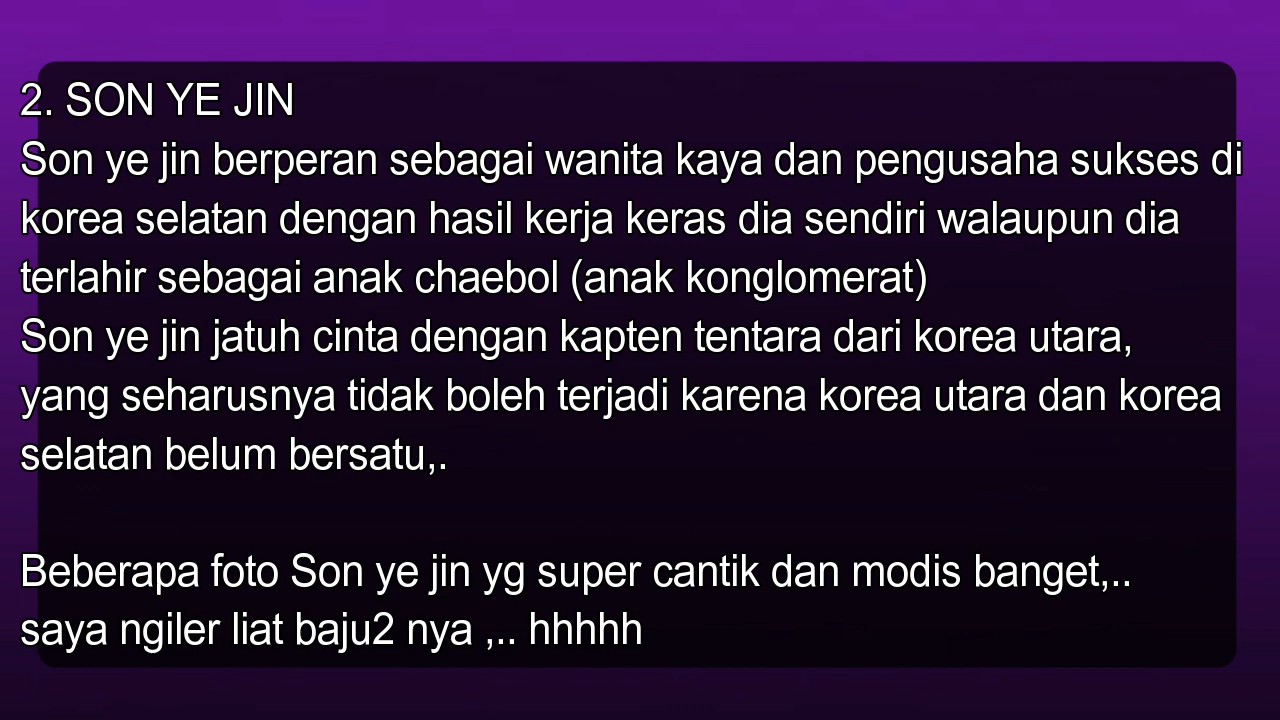 2. SON YE JIN
Son ye jin berperan sebagai wanita kaya dan pengusaha sukses di
korea selatan dengan hasil kerja keras dia sendiri walaupun dia
terlahir sebagai anak chaebol (anak konglomerat)
Son ye jin jatuh cinta dengan kapten tentara dari korea utara,
yang seharusnya tidak boleh terjadi karena korea utara dan korea
selatan belum bersatu,.
Beberapa foto Son ye jin yg super cantik dan modis banget,..
saya ngiler liat baju2 nya ,.. hhhhh